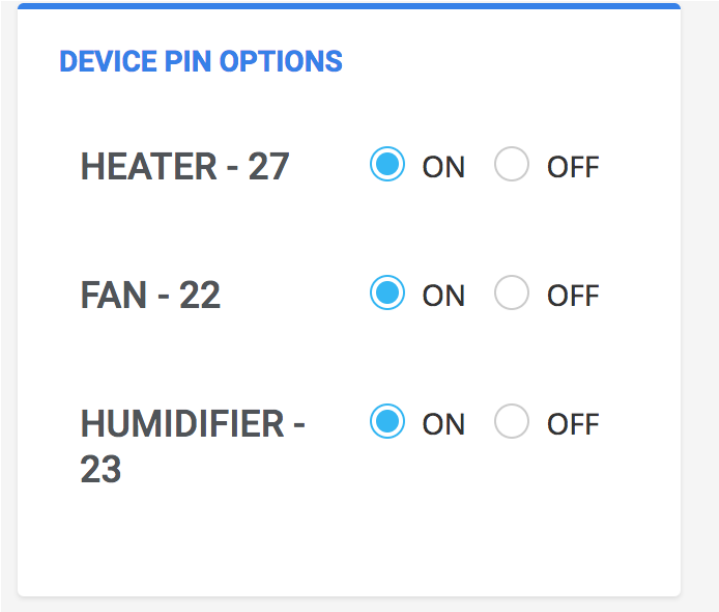 DEVICE PIN OPTIONS
HEATER - 27 ON OFF
FAN - 22 ON OFF
HUMIDIFIER - ON OFF
23